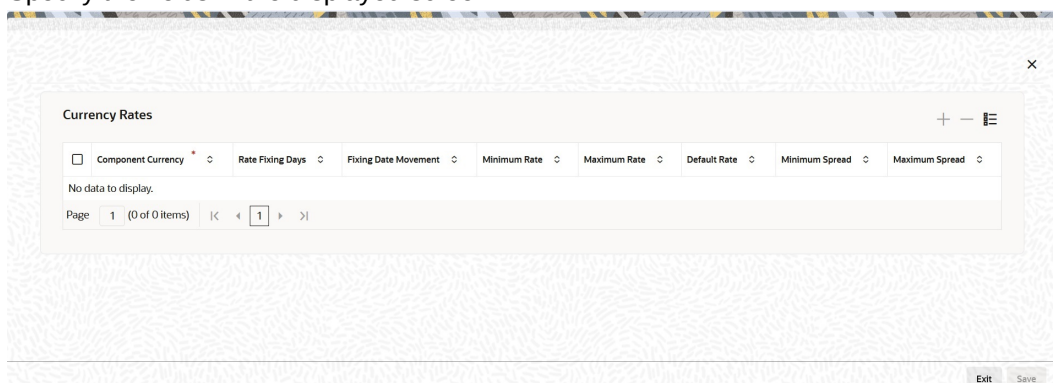 Currency Rates
Component Currency * Rate Fixing Days Fixing Date Movement Minimum Rate Maximum Rate Default Rate Minimum Spread Maximum Spread
No data to display.
Page 1 (0 of 0 items) 1
Exit Save